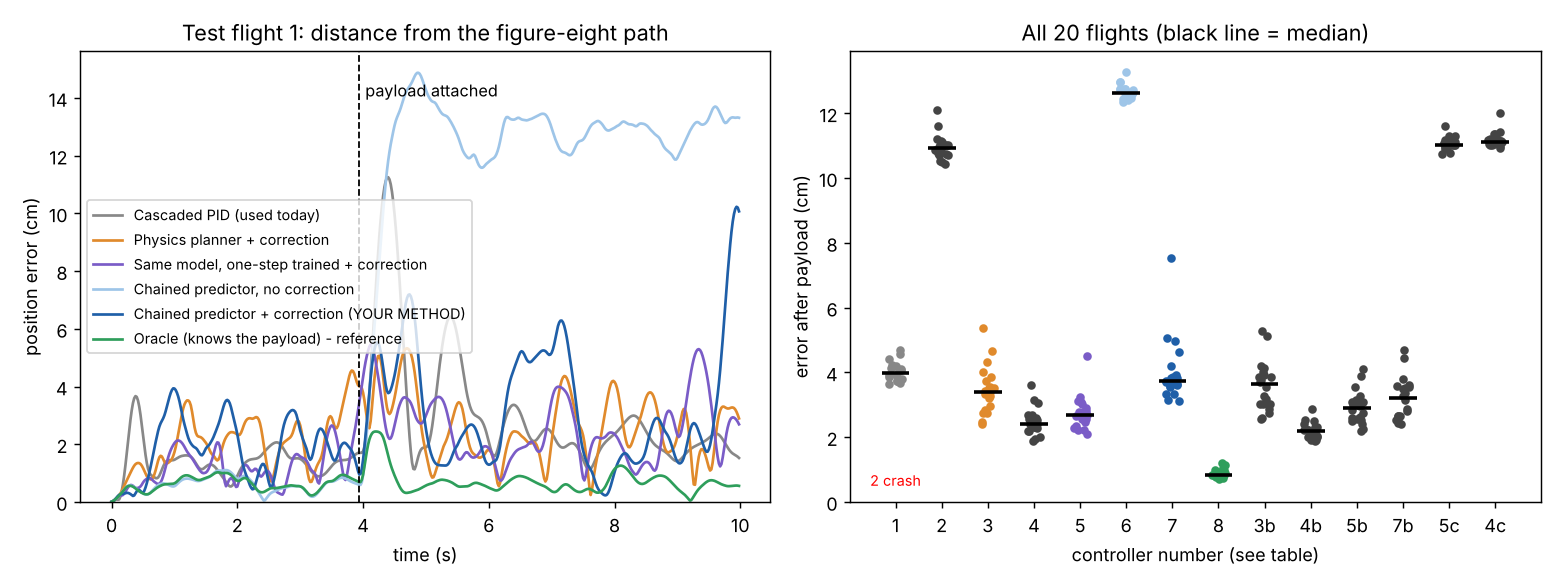 Test flight 1: distance from the figure-eight path
position error (cm)
14
12
10
8
6
4
2
0
payload attached
Cascaded PID (used today)
Physics planner + correction
Same model, one-step trained + correction
Chained predictor, no correction
Chained predictor + correction (YOUR METHOD)
Oracle (knows the payload) - reference
0 2 4 6 8 10
time (s)
All 20 flights (black line = median)
error after payload (cm)
12
10
8
6
4
2
0
2 crash
1 2 3 4 5 6 7 8 3b 4b 5b 7b 5c 4c
controller number (see table)